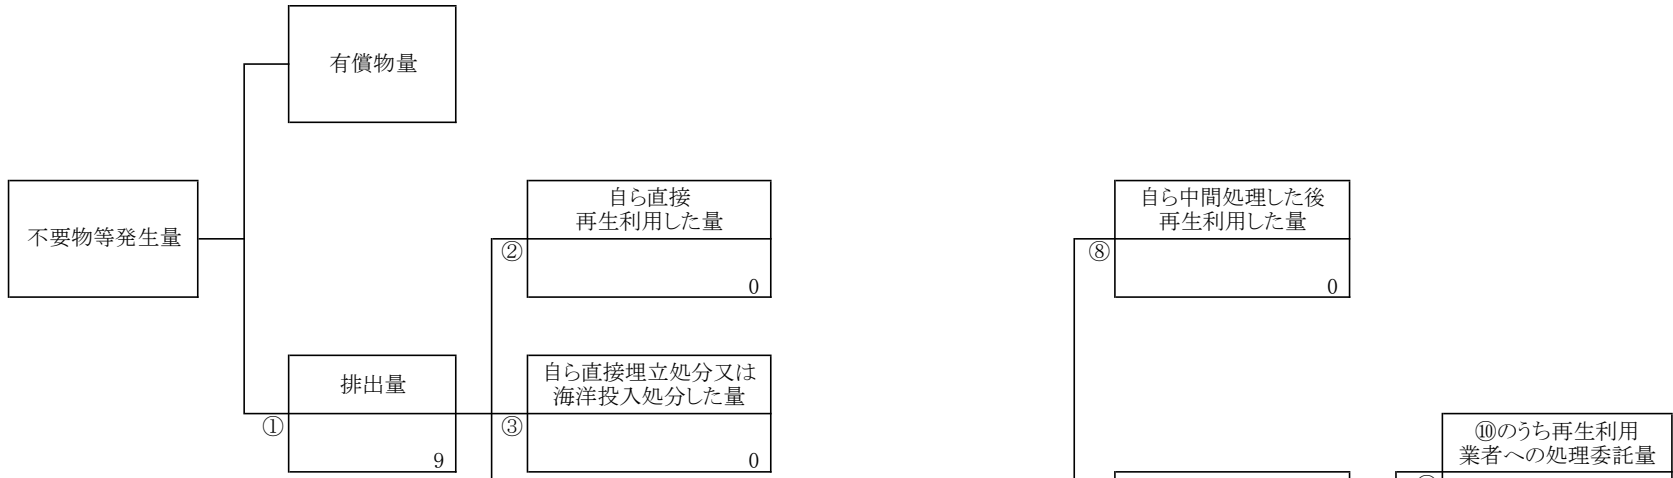 有償物量
不要物等発生量
自ら直接
再生利用した量
②
0
自ら中間処理した後
再生利用した量
⑧
0
排出量
①
9
自ら直接埋立処分又は
海洋投入処分した量
③
0
⑩のうち再生利用
業者への処理委託量